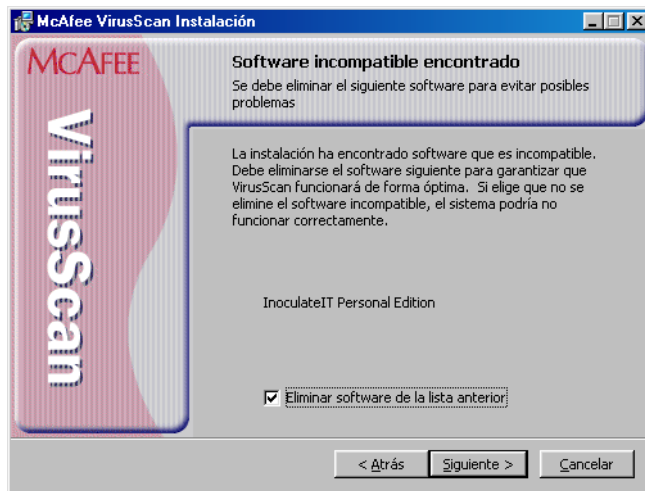 McAfee VirusScan Instalación
MCAFEE
VirusScan
Software incompatible encontrado
Se debe eliminar el siguiente software para evitar posibles
problemas
La instalación ha encontrado software que es incompatible.
Debe eliminarse el software siguiente para garantizar que
VirusScan funcionará de forma óptima. Si elige que no se
elimine el software incompatible, el sistema podría no
funcionar correctamente.
InoculateIT Personal Edition
Eliminar software de la lista anterior
< Atrás
Siguiente >
Cancelar